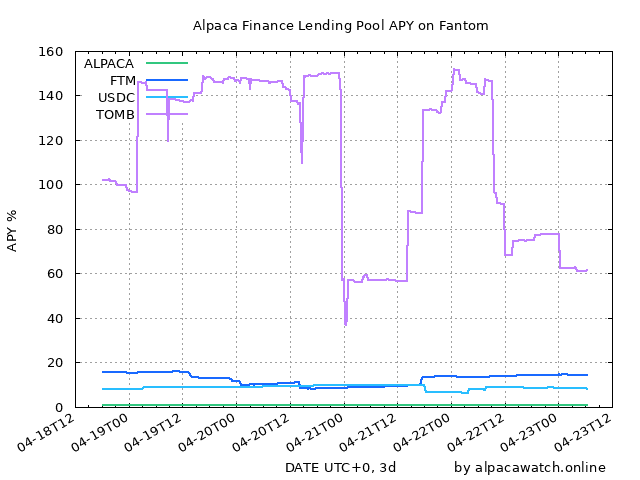 Alpaca Finance Lending Pool APY on Fantom
160
140
120
100
80
60
40
20
0
APY %
ALPACA
FTM
USDC
TOMB
04-18T12
04-19T00
04-19T12
04-20T00
04-20T12
04-21T00
04-21T12
04-22T00
04-22T12
04-23T00
04-23T12
DATE UTC+0, 3d
by alpacawatch.online